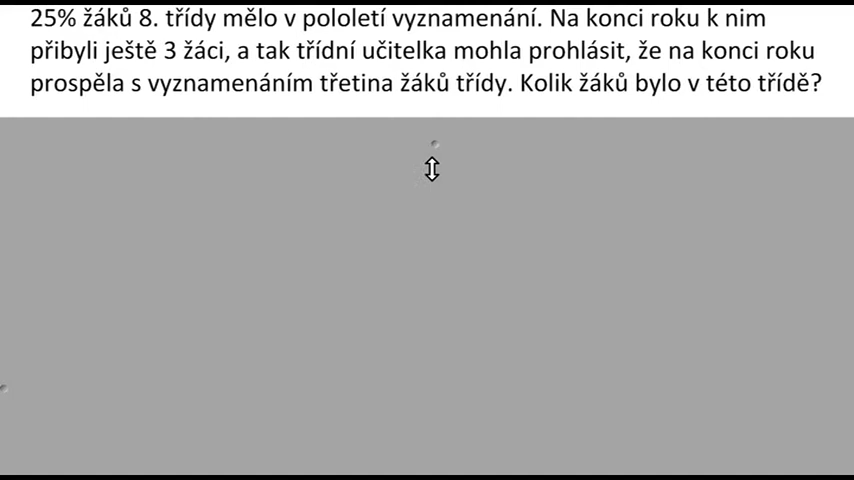 25% žáků 8. třídy mělo v pololetí vyznamenání. Na konci roku k nim
přibyli ještě 3 žáci, a tak třídní učitelka mohla prohlásit, že na konci roku
prospěla s vyznamenáním třetina žáků třídy. Kolik žáků bylo v této třídě?